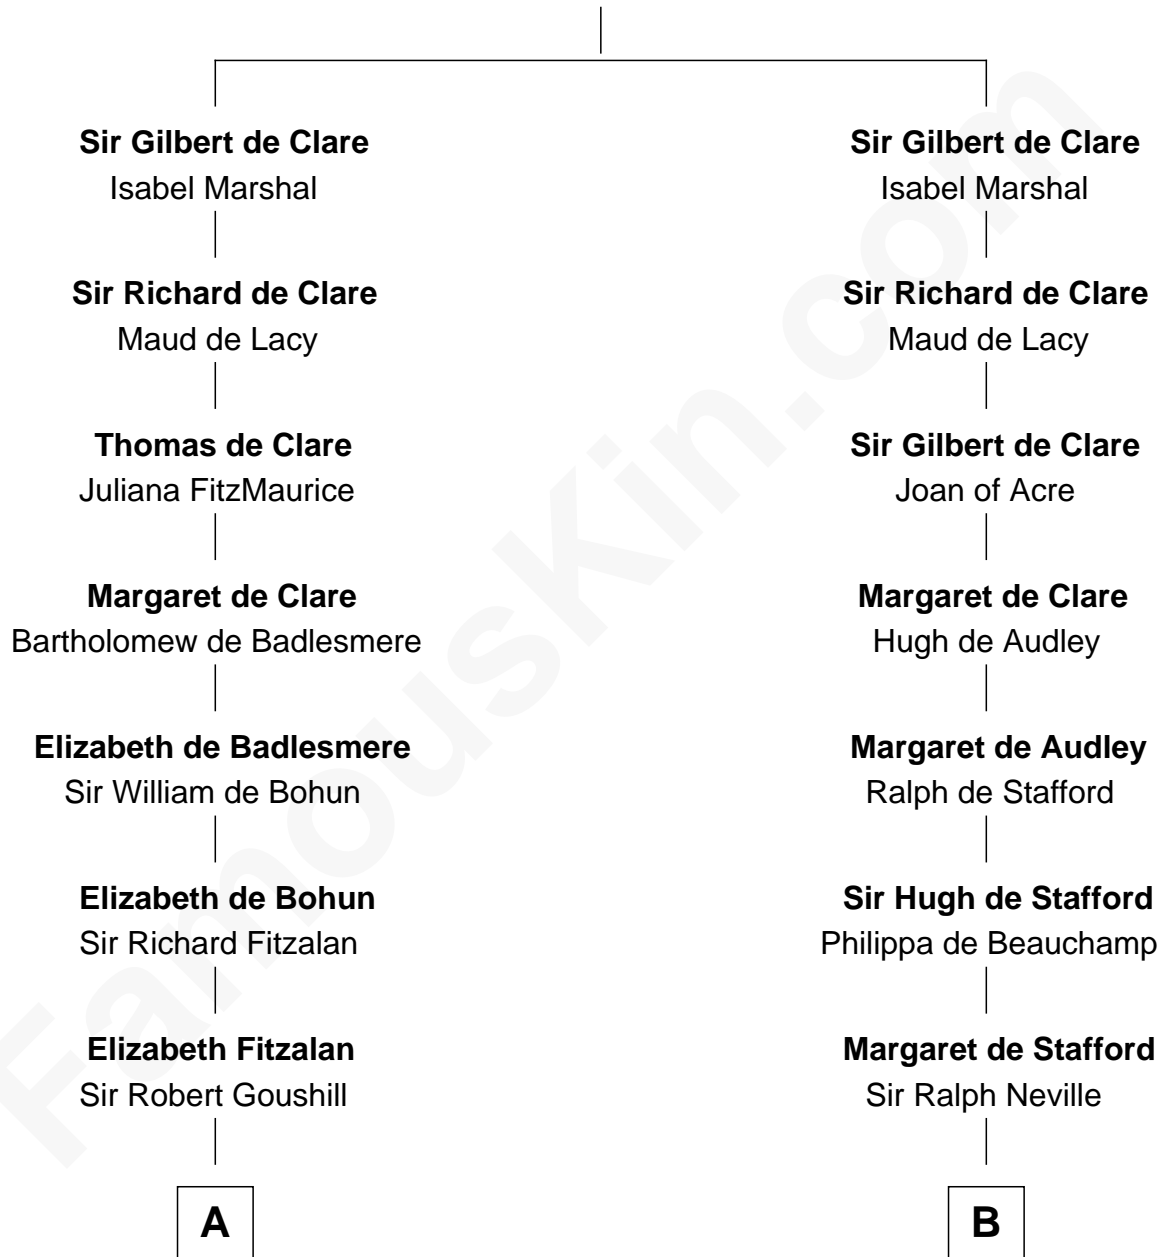 Sir Gilbert de Clare
Isabel Marshal
Sir Richard de Clare
Maud de Lacy
Thomas de Clare
Juliana FitzMaurice
Margaret de Clare
Bartholomew de Badlesmere
Elizabeth de Badlesmere
Sir William de Bohun
Elizabeth de Bohun
Sir Richard Fitzalan
Elizabeth Fitzalan
Sir Robert Goushill
A
Sir Gilbert de Clare
Isabel Marshal
Sir Richard de Clare
Maud de Lacy
Sir Gilbert de Clare
Joan of Acre
Margaret de Clare
Hugh de Audley
Margaret de Audley
Ralph de Stafford
Sir Hugh de Stafford
Philippa de Beauchamp
Margaret de Stafford
Sir Ralph Neville
B
FamousKin.com